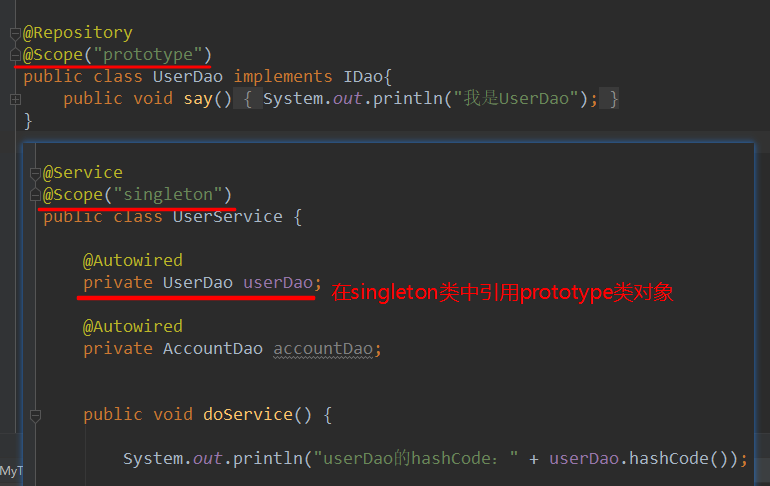 @Repository
@Scope("prototype")
public class UserDao implements IDao{
public void say() { System.out.println("我是UserDao"); }
}
@Service
@Scope("singleton")
public class UserService {
@Autowired
private UserDao userDao; 在singleton类中引用prototype类对象
@Autowired
private AccountDao accountDao;
public void doService() {
System.out.println("userDao的hashCode：" + userDao.hashCode());
MyT